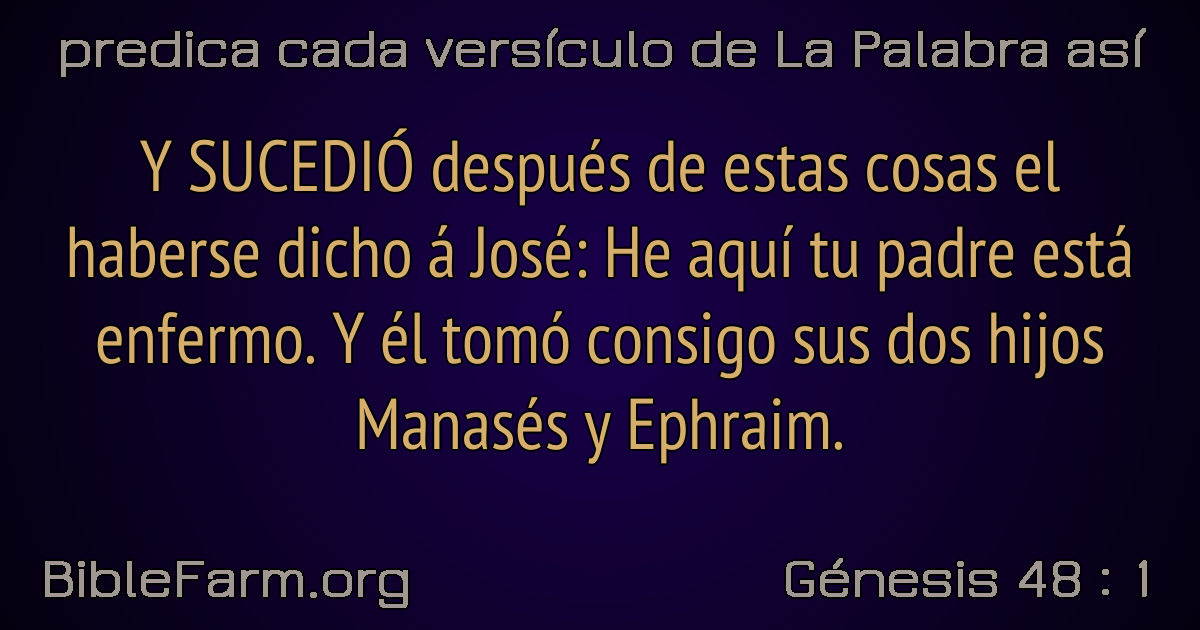 predica cada versículo de La Palabra así
Y SUCEDIÓ después de estas cosas el
haberse dicho á José: He aquí tu padre está
enfermo. Y él tomó consigo sus dos hijos
Manasés y Ephraim.
BibleFarm.org
Génesis 48 : 1